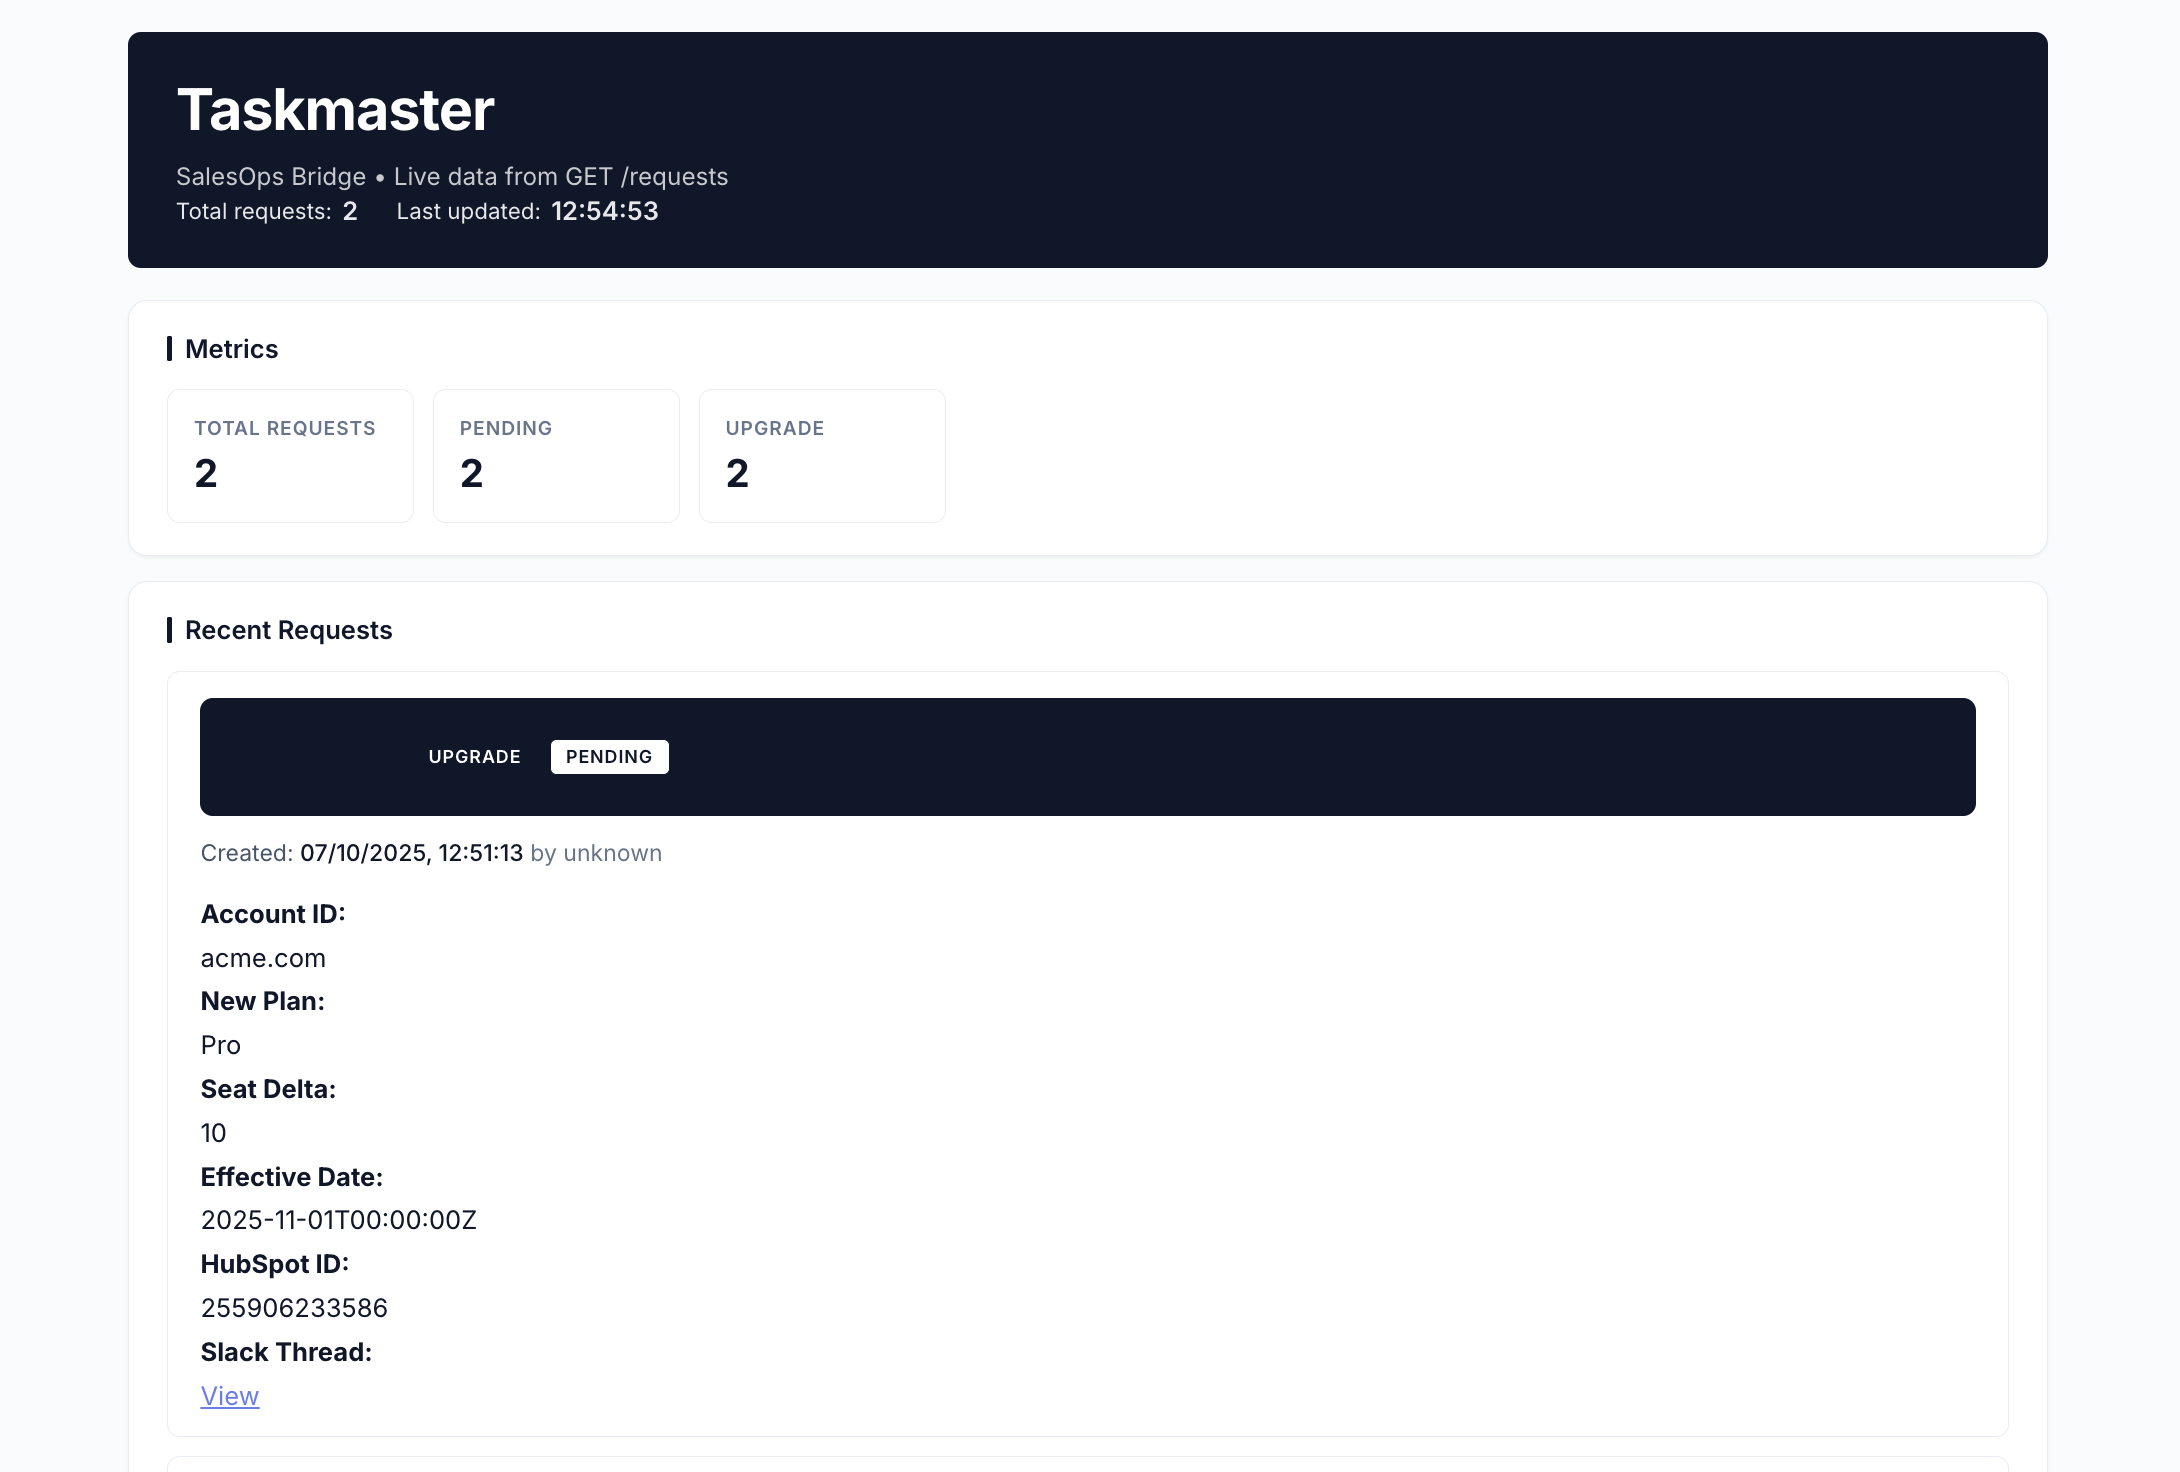 Taskmaster
SalesOps Bridge • Live data from GET /requests
Total requests: 2 Last updated: 12:54:53
Metrics
TOTAL REQUESTS
2
PENDING
2
UPGRADE
2
Recent Requests
UPGRADE PENDING
Created: 07/10/2025, 12:51:13 by unknown
Account ID:
acme.com
New Plan:
Pro
Seat Delta:
10
Effective Date:
2025-11-01T00:00:00Z
HubSpot ID:
255906233586
Slack Thread:
View